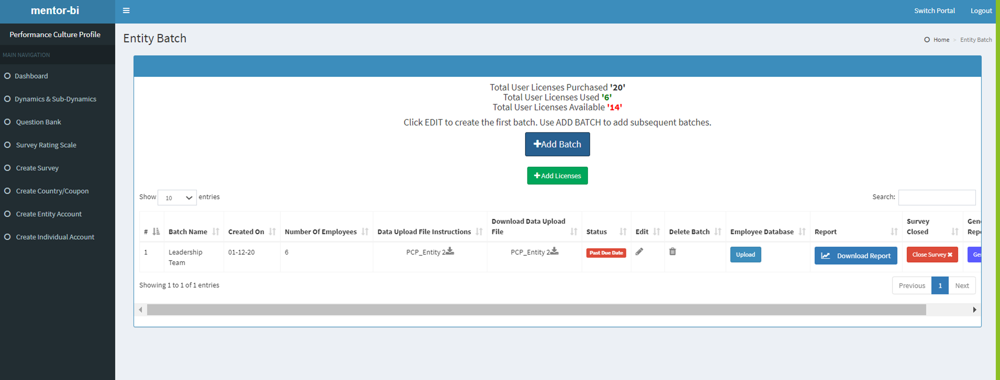 mentor-bi
Switch Portal
Logout
Performance Culture Profile
Entity Batch
Home > Entity Batch
MAIN NAVIGATION
Dashboard
Dynamics & Sub-Dynamics
Question Bank
Survey Rating Scale
Create Survey
Create Country/Coupon
Create Entity Account
Create Individual Account
Total User Licenses Purchased '20'
Total User Licenses Used '6'
Total User Licenses Available '14'
Click EDIT to create the first batch. Use ADD BATCH to add subsequent batches.
+Add Batch
+Add Licenses
Show 10 entries
Search:
#
Batch Name
Created On
Number Of Employees
Data Upload File Instructions
Download Data Upload
File
Status
Edit
Delete Batch
Employee Database
Report
Survey
Closed
1
Leadership
Team
01-12-20
6
PCP_Entity 2
PCP_Entity 2
Past Due Date
Upload
Download Report
Close Survey ✖
Showing 1 to 1 of 1 entries
Previous
1
Next